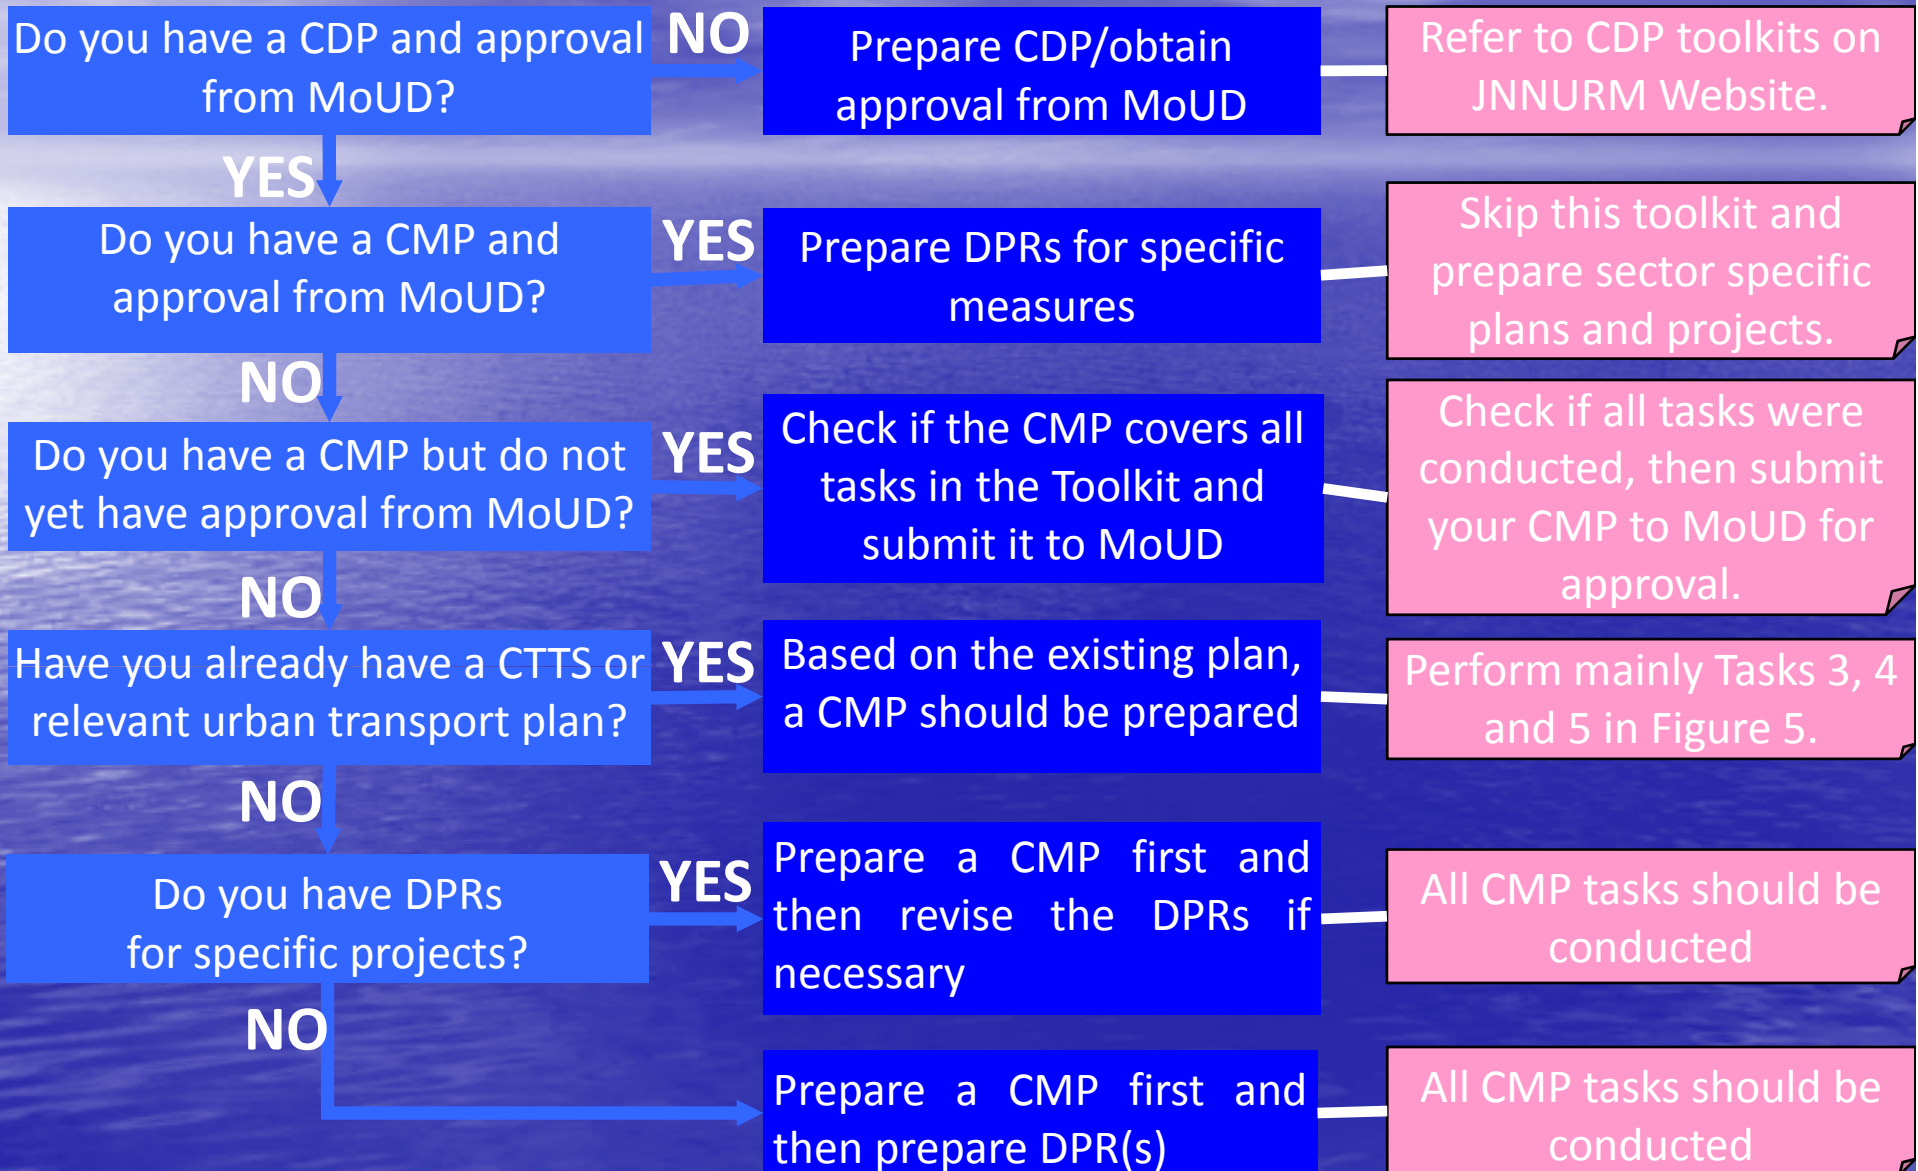 Do you have a CDP and approval
from MoUD?
NO
Prepare CDP/obtain
approval from MoUD
Refer to CDP toolkits on
JNNURM Website.
YES
Do you have a CMP and
approval from MoUD?
YES
Prepare DPRs for specific
measures
Skip this toolkit and
prepare sector specific
plans and projects.
NO
Do you have a CMP but do not
yet have approval from MoUD?
YES
Check if the CMP covers all
tasks in the Toolkit and
submit it to MoUD
Check if all tasks were
conducted, then submit
your CMP to MoUD for
approval.
NO
Have you already have a CTTS or
relevant urban transport plan?
YES
Based on the existing plan,
a CMP should be prepared
Perform mainly Tasks 3, 4
and 5 in Figure 5.
NO
Do you have DPRs
for specific projects?
YES
Prepare a CMP first and
then revise the DPRs if
necessary
All CMP tasks should be
conducted
NO
Prepare a CMP first and
then prepare DPR(s)
All CMP tasks should be
conducted